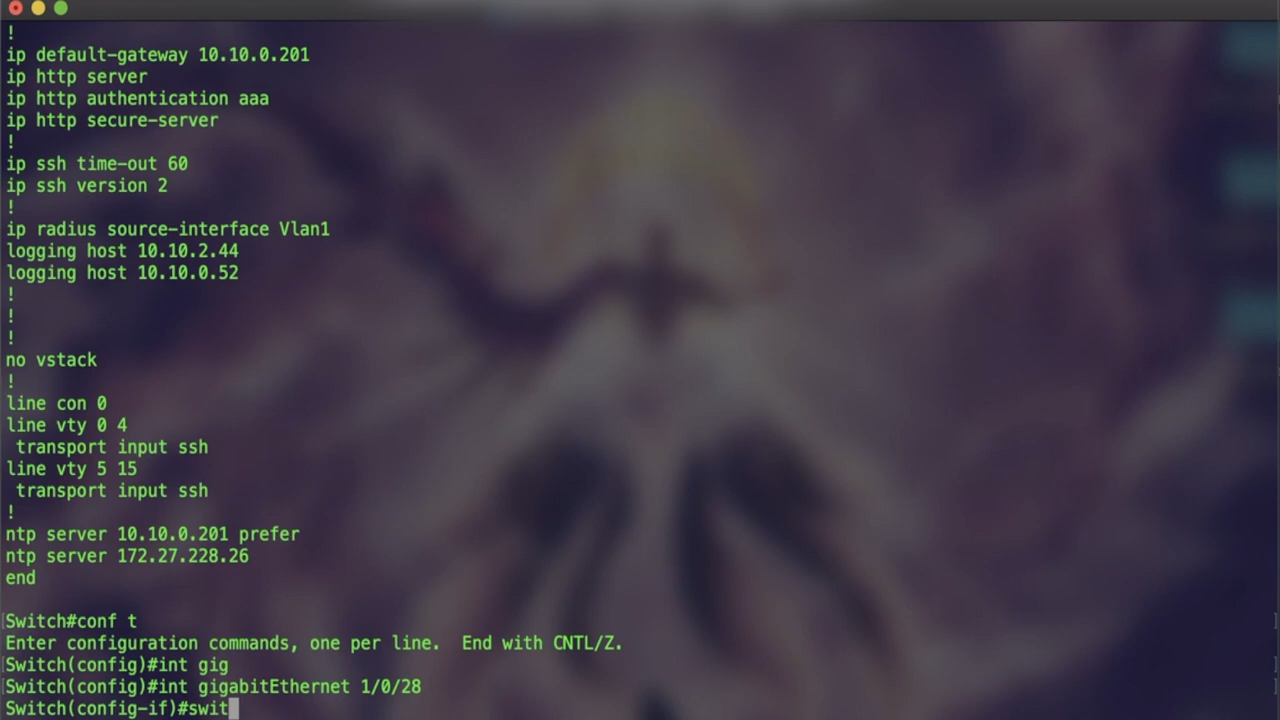 !
ip default-gateway 10.10.0.201
ip http server
ip http authentication aaa
ip http secure-server
!
ip ssh time-out 60
ip ssh version 2
!
ip radius source-interface Vlan1
logging host 10.10.2.44
logging host 10.10.0.52
!
!
!
no vstack
!
line con 0
line vty 0 4
 transport input ssh
line vty 5 15
 transport input ssh
!
ntp server 10.10.0.201 prefer
ntp server 172.27.228.26
end

Switch#conf t
Enter configuration commands, one per line.  End with CNTL/Z.
Switch(config)#int gig
Switch(config)#int gigabitEthernet 1/0/28
Switch(config-if)#swit